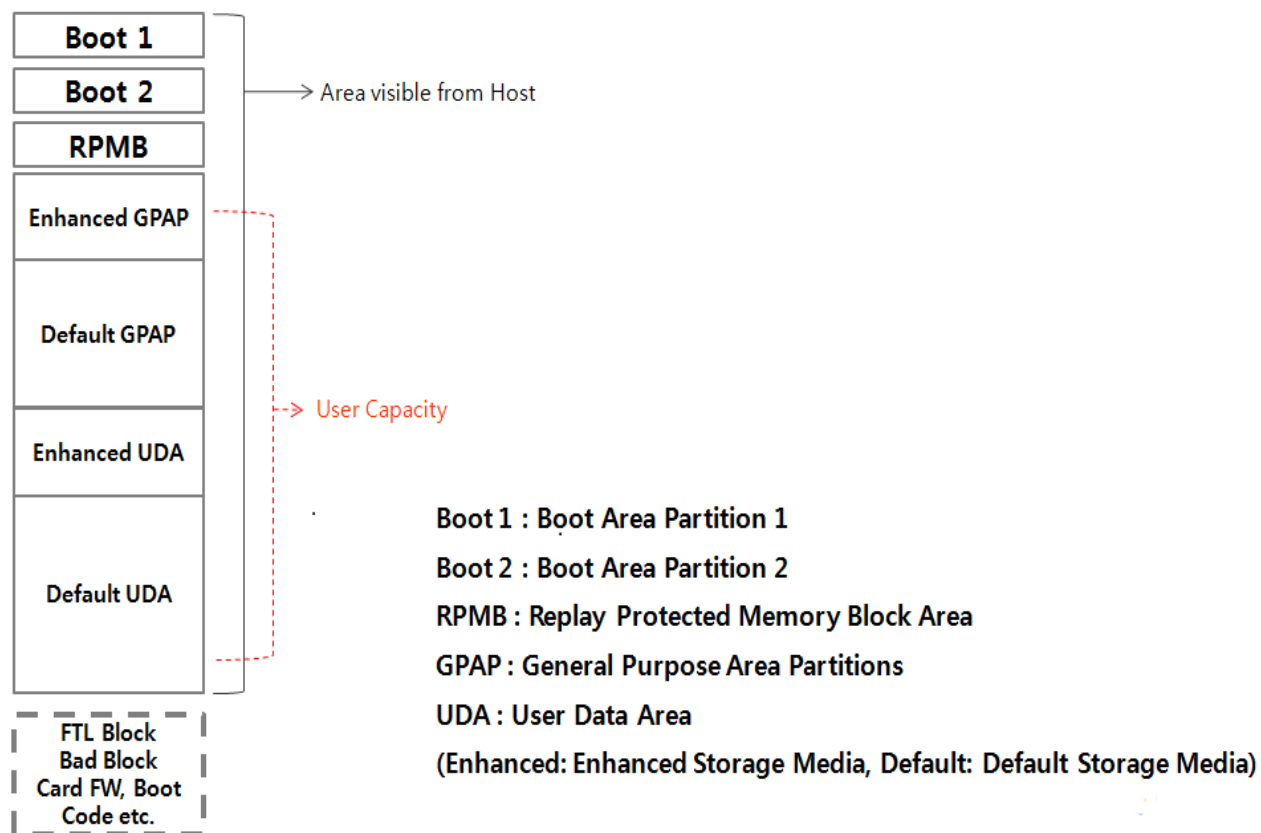 Boot 1
Boot 2
Area visible from Host
RPMB
Enhanced GPAP
Default GPAP
User Capacity
Enhanced UDA
Default UDA
Boot 1 : Boot Area Partition 1
Boot 2 : Boot Area Partition 2
RPMB : Replay Protected Memory Block Area
GPAP : General Purpose Area Partitions
UDA : User Data Area
(Enhanced: Enhanced Storage Media, Default: Default Storage Media)
FTL Block
Bad Block
Card FW, Boot
Code etc.